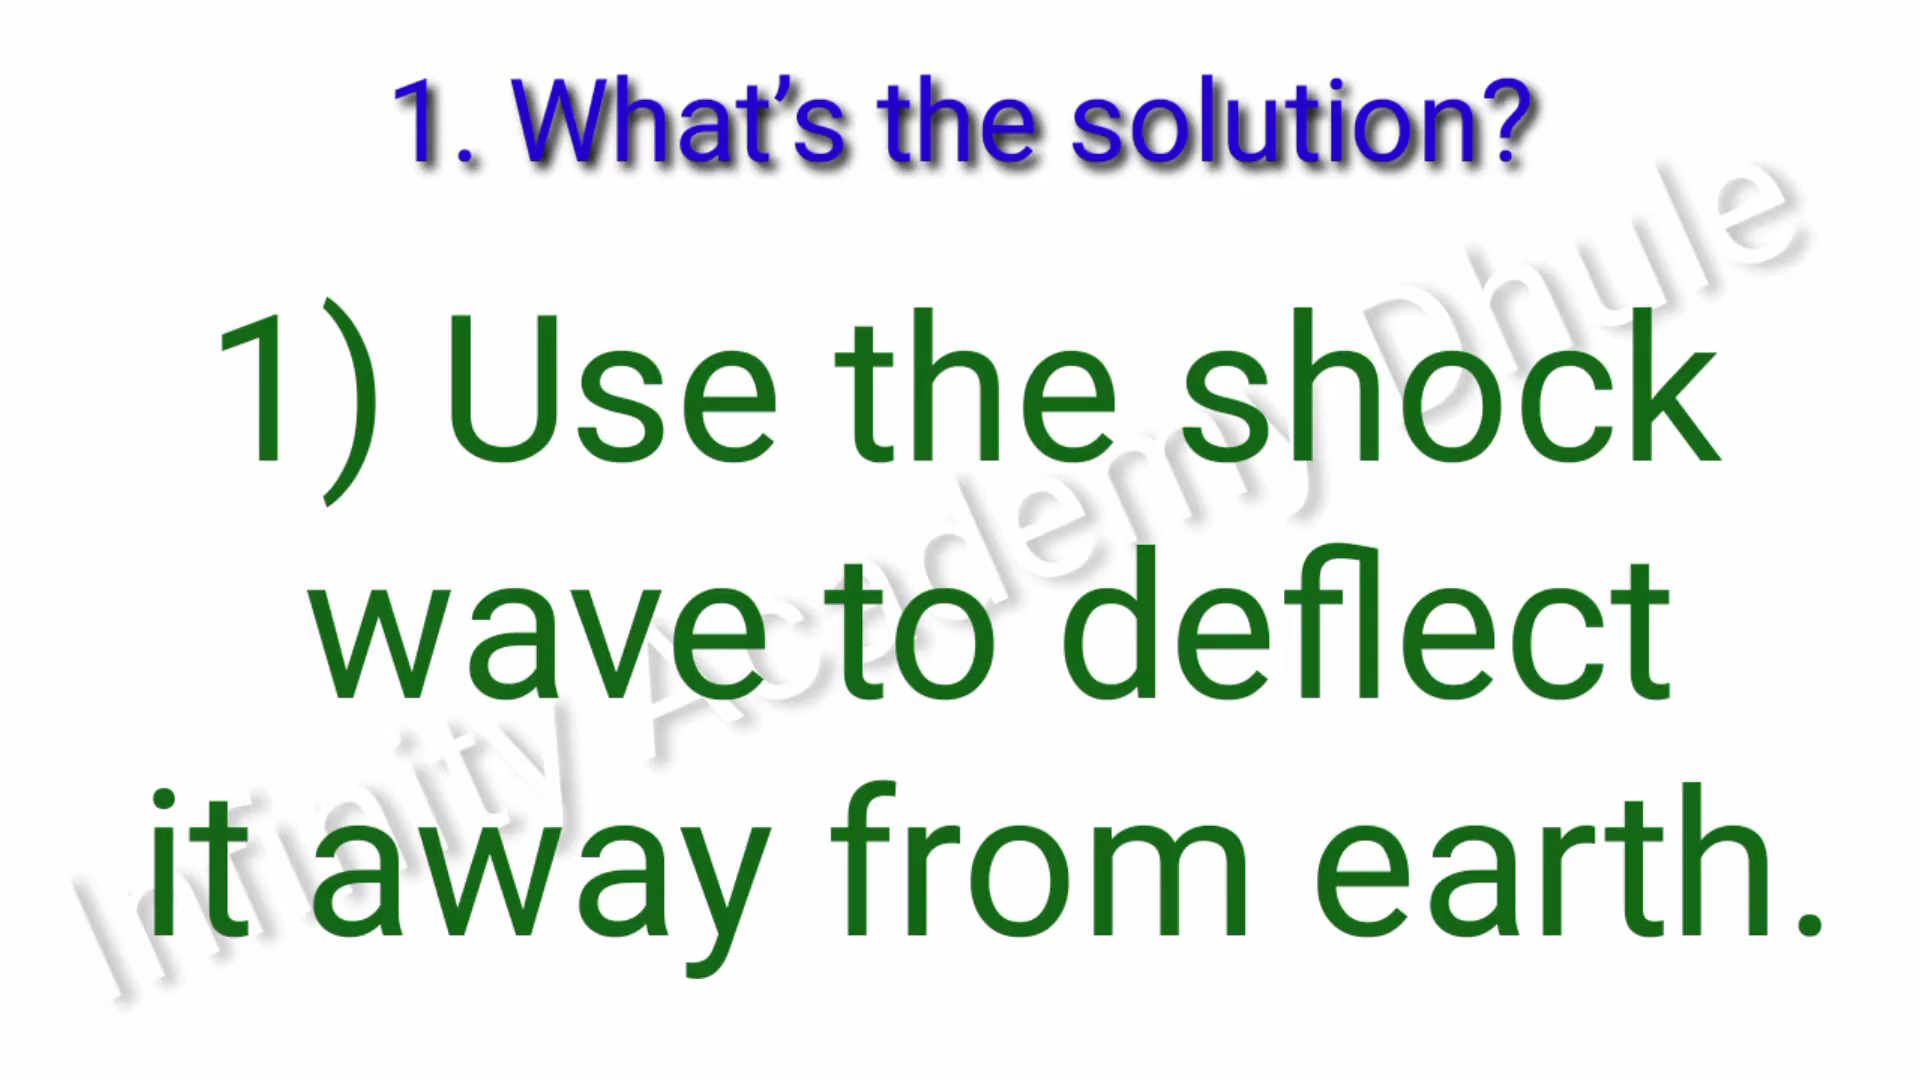 1. What’s the solution?
1) Use the shock
wave to deflect
it away from earth.
Infinity Academy Dhule